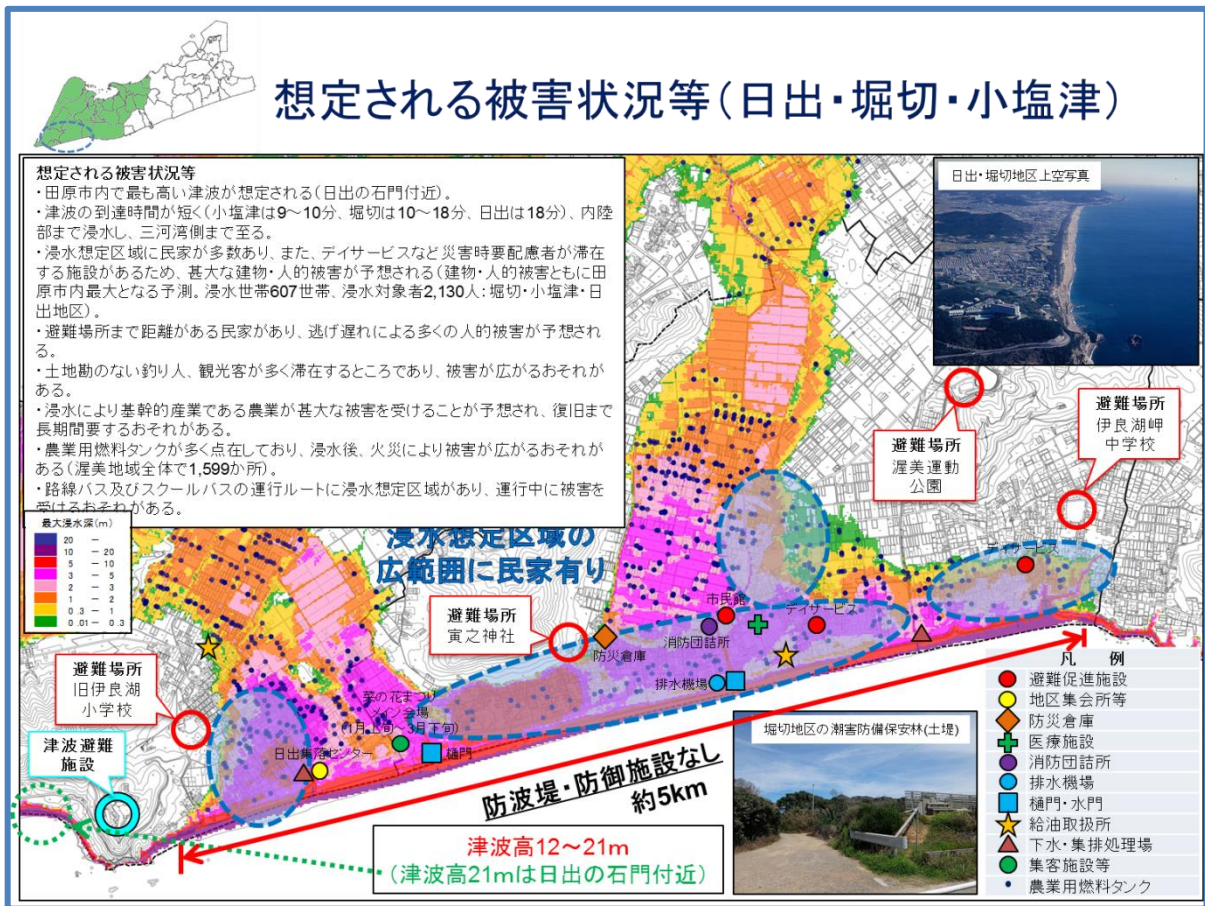 想定される被害状況等(日出・堀切・小塩津)
想定される被害状況等
・田原市内で最も高い津波が想定される(日出の石門付近)。
・津波の到達時間が短く(小塩津は9～10分、堀切は10～18分、日出は18分)、内陸
部まで浸水し、三河湾側まで至る。
・浸水想定区域に民家が多数あり、また、デイサービスなど災害時要配慮者が滞在
する施設があるため、甚大な建物・人的被害が予想される(建物・人的被害ともに田
原市内最大となる予測。浸水世帯607世帯、浸水対象者2,130人：堀切・小塩津・日
出地区)。
・避難場所まで距離がある民家があり、逃げ遅れによる多くの人的被害が予想され
る。
・土地勘のない釣り人、観光客が多く滞在するところであり、被害が広がるおそれが
ある。
・浸水により基幹的産業である農業が甚大な被害を受けることが予想され、復旧まで
長期間要するおそれがある。
・農業用燃料タンクが多く点在しており、浸水後、火災により被害が広がるおそれが
ある(渥美地域全体で1,599か所)。
・路線バス及びスクールバスの運行ルートに浸水想定区域があり、運行中に被害を
受けるおそれがある。
日出・堀切地区上空写真
避難場所
渥美運動
公園
避難場所
伊良湖岬
中学校
最大浸水深(m)
20 －
10 －20
5 －10
3 －5
2 －3
1 －2
0.3－1
0.01－0.3
浸水想定区域の
広範囲に民家有り
デイサービス
避難場所
寅之神社
防災倉庫
市民館
消防団詰所
デイサービス
排水機場
避難場所
旧伊良湖
小学校
津波避難
施設
菜の花まつり
メイン会場
(1月上旬～3月下旬)
日出集落センター
樋門
防波堤・防御施設なし
約5km
津波高12～21m
(津波高21mは日出の石門付近)
堀切地区の潮害防備保安林(土堤)
凡 例
避難促進施設
地区集会所等
防災倉庫
医療施設
消防団詰所
排水機場
樋門・水門
給油取扱所
下水・集排処理場
集客施設等
農業用燃料タンク